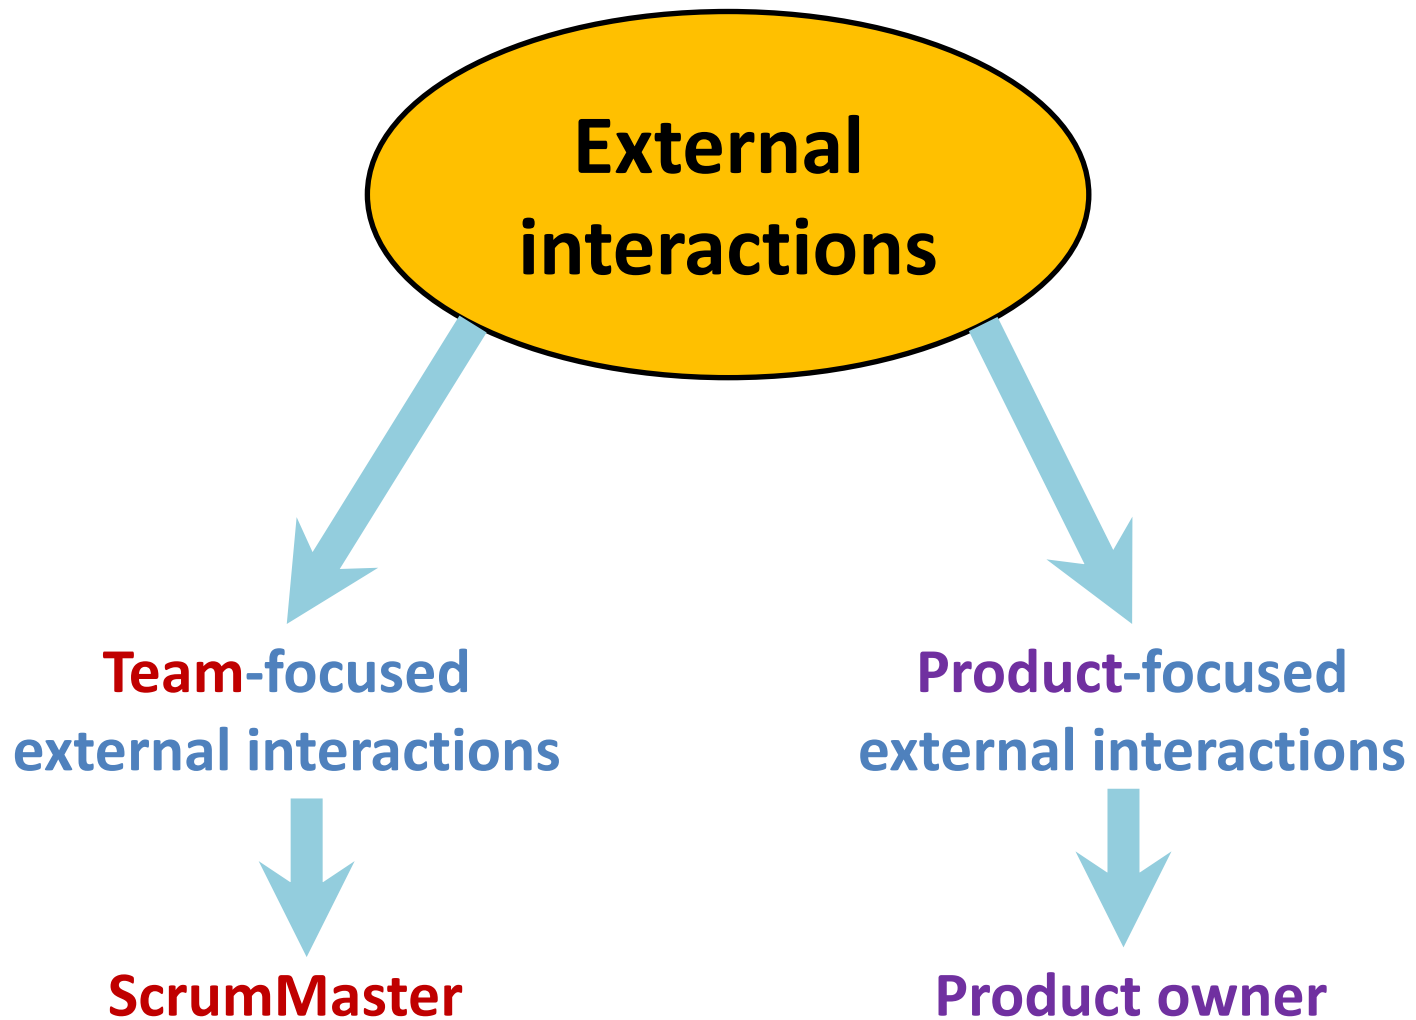 External
interactions
Team-focused
external interactions
Product-focused
external interactions
ScrumMaster
Product owner